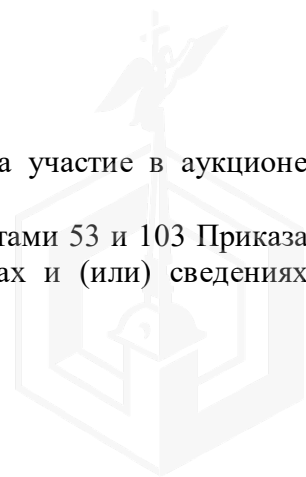 а участие в аукционе
тами 53 и 103 Приказа
ах и (или) сведениях